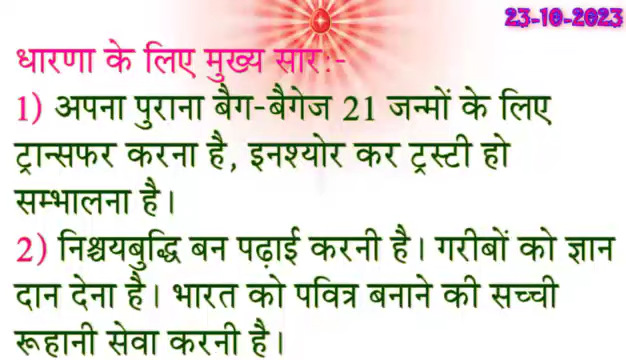 23-10-2023
धारणा के लिए मुख्य सार:-
1) अपना पुराना बैग-बैगेज 21 जन्मों के लिए
ट्रान्सफर करना है, इनश्योर कर ट्रस्टी हो
सम्भालना है।
2) निश्चयबुद्धि बन पढ़ाई करनी है। गरीबों को ज्ञान
दान देना है। भारत को पवित्र बनाने की सच्ची
रूहानी सेवा करनी है।